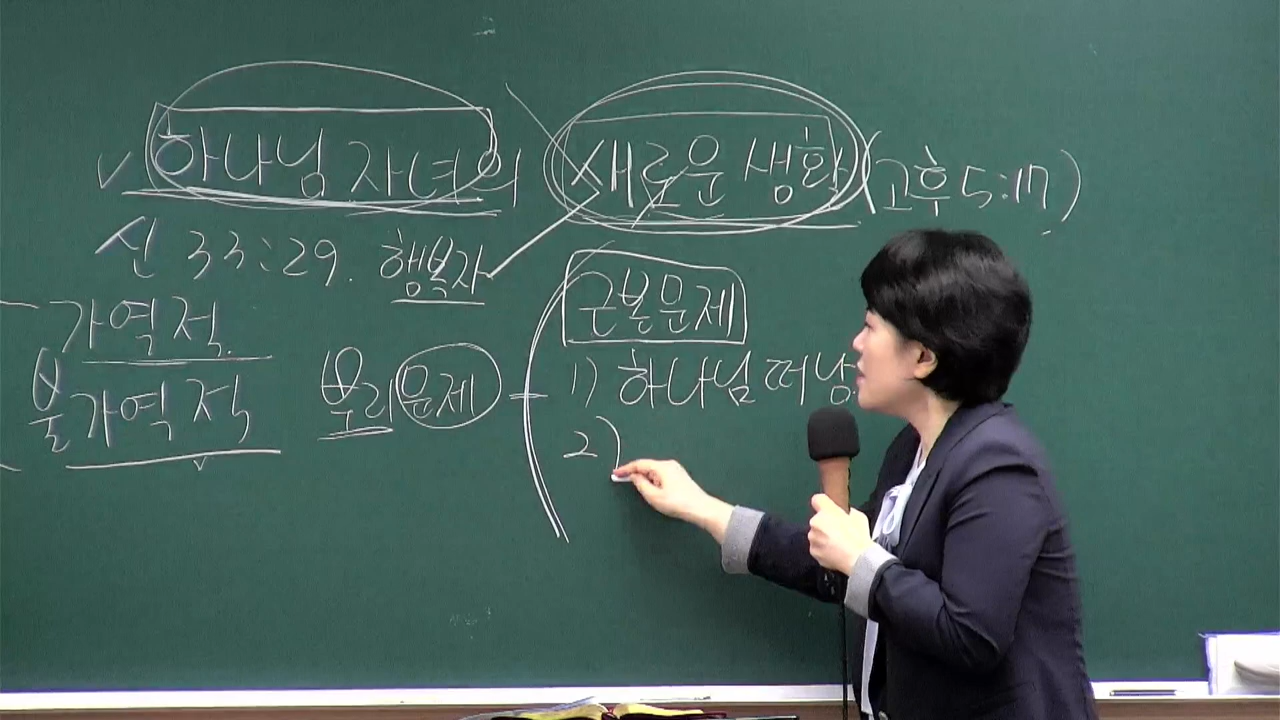 ✓ 하나님 자녀의 새로운 생활 (고후 5:17)
신 33:29. 행복자
가역적
불가역적
뿌리문제
근본문제
1) 하나님 떠남
2)